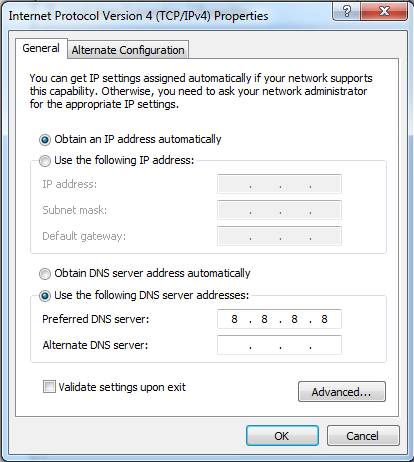 Internet Protocol Version 4 (TCP/IPv4) Properties
General Alternate Configuration
You can get IP settings assigned automatically if your network supports
this capability. Otherwise, you need to ask your network administrator
for the appropriate IP settings.
Obtain an IP address automatically
Use the following IP address:
IP address: . . .
Subnet mask: . . .
Default gateway: . . .
Obtain DNS server address automatically
Use the following DNS server addresses:
Preferred DNS server: 8 . 8 . 8 . 8
Alternate DNS server: . . .
Validate settings upon exit
Advanced...
OK Cancel